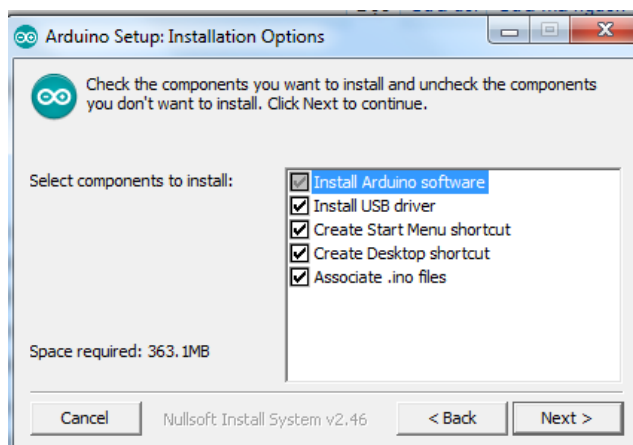 Arduino Setup: Installation Options
Check the components you want to install and uncheck the components
you don't want to install. Click Next to continue.
Select components to install:
Install Arduino software
Install USB driver
Create Start Menu shortcut
Create Desktop shortcut
Associate .ino files
Space required: 363.1MB
Cancel
Nullsoft Install System v2.46
< Back
Next >